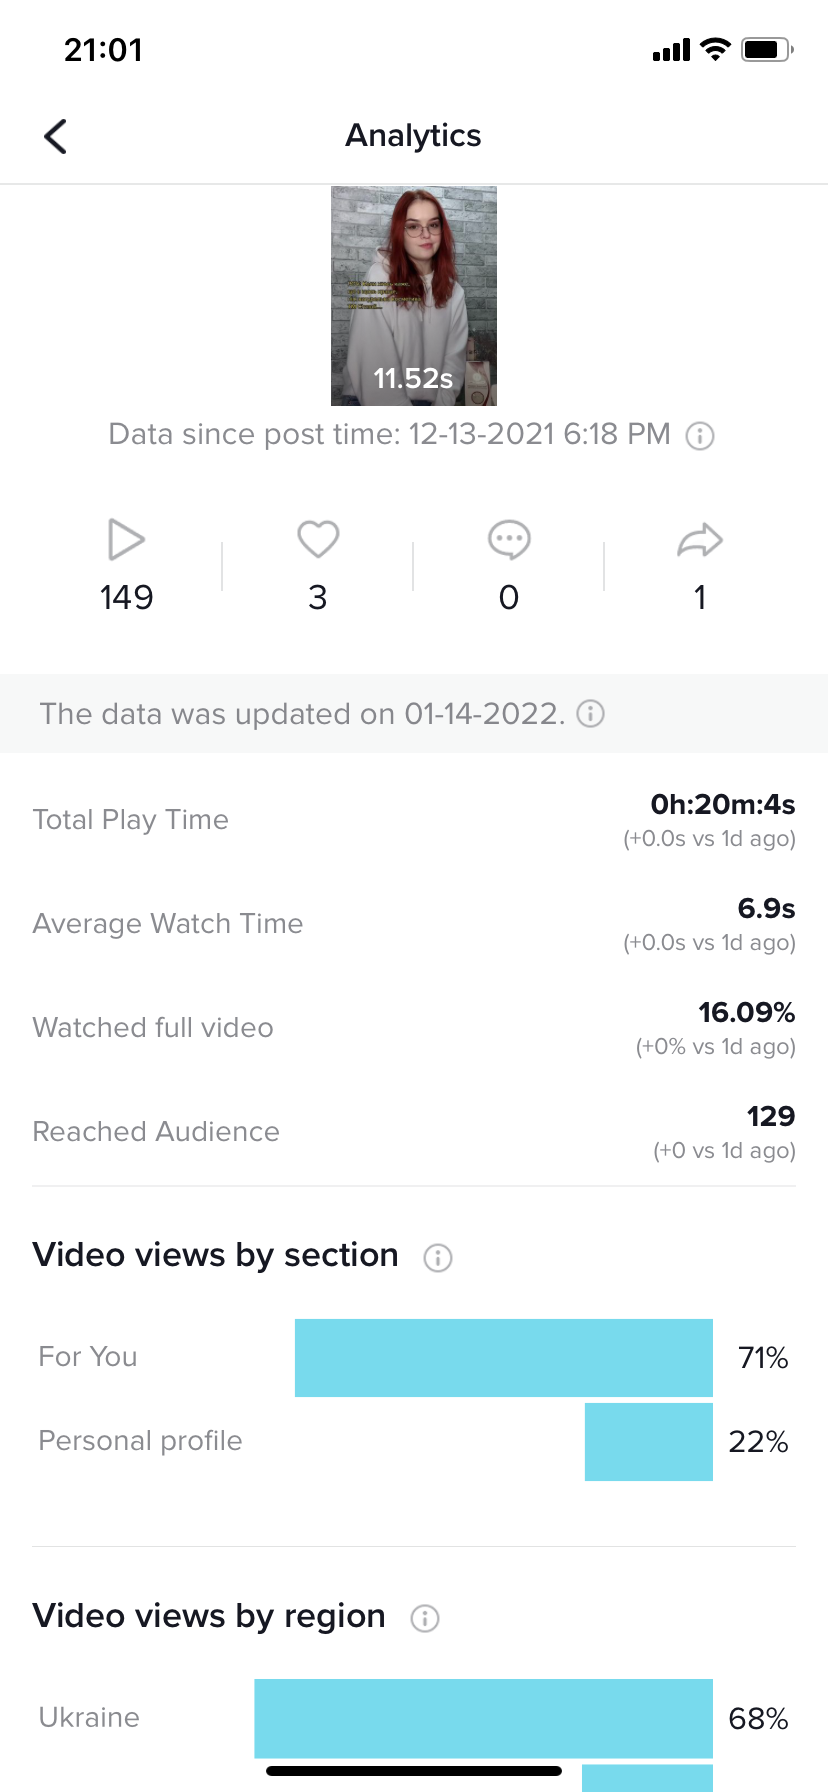 21:01
Analytics
11.52s
Data since post time: 12-13-2021 6:18 PM
149
3
0
1
The data was updated on 01-14-2022.
Total Play Time
0h:20m:4s
(+0.0s vs 1d ago)
Average Watch Time
6.9s
(+0.0s vs 1d ago)
Watched full video
16.09%
(+0% vs 1d ago)
Reached Audience
129
(+0 vs 1d ago)
Video views by section
For You
71%
Personal profile
22%
Video views by region
Ukraine
68%